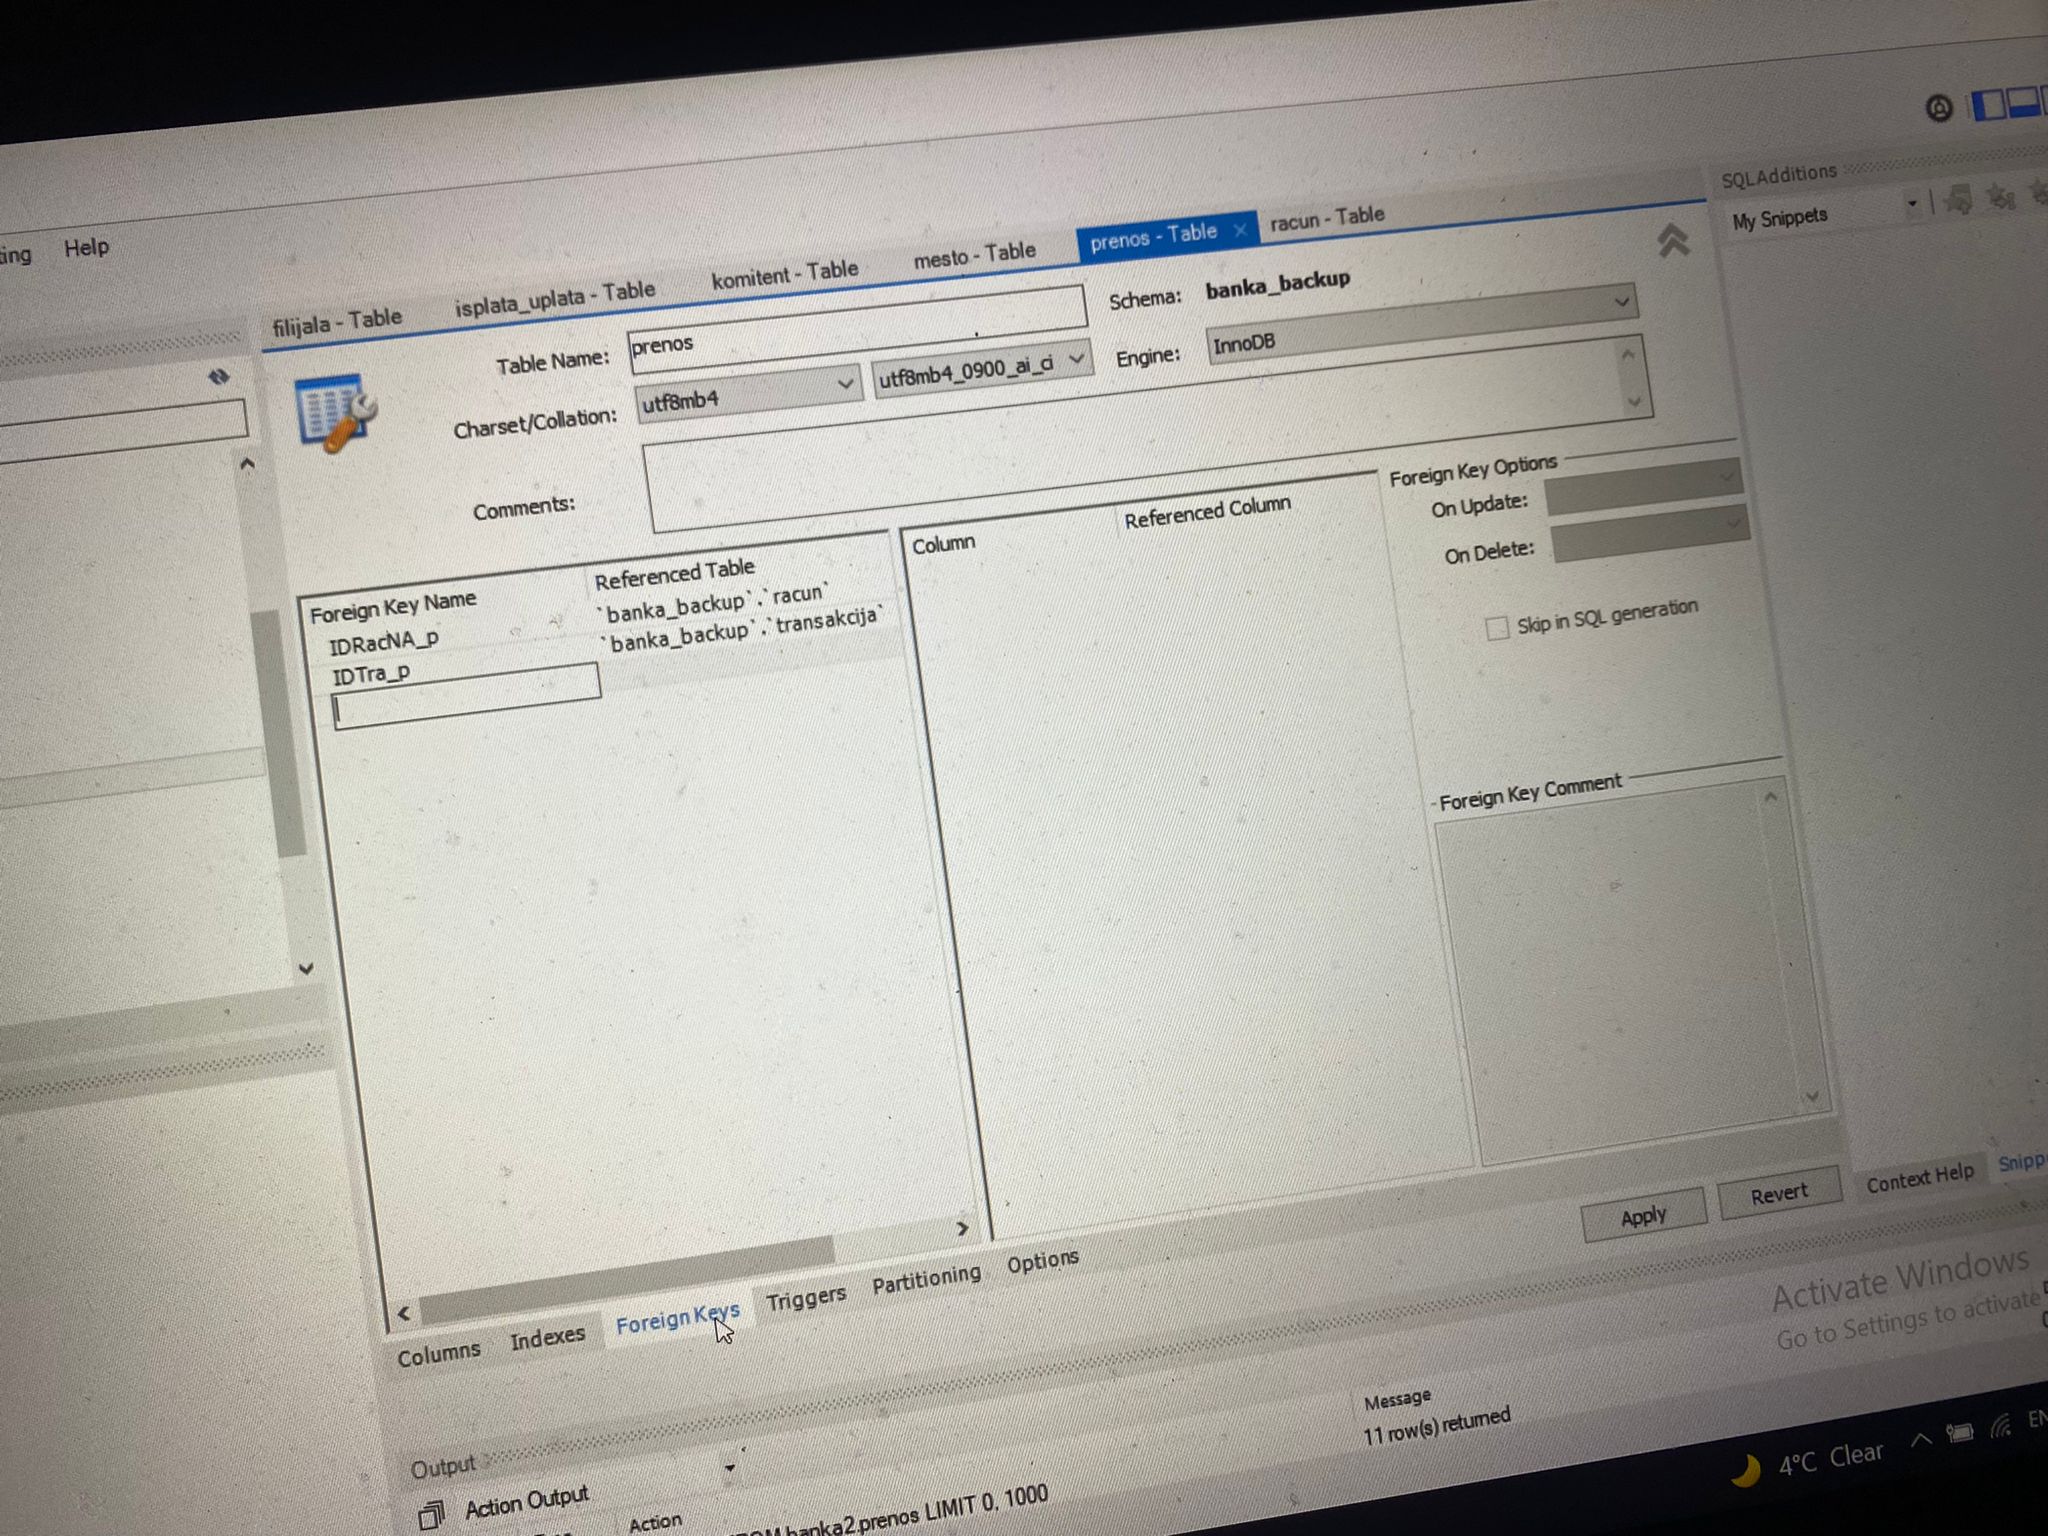 Help
SQLAdditions
My Snippets
filijala - Table
isplata_uplata - Table
komitent - Table
mesto - Table
prenos - Table
racun - Table
Table Name:
prenos
Schema:
banka_backup
Charset/Collation:
utf8mb4
utf8mb4_0900_ai_ci
Engine:
InnoDB
Comments:
Foreign Key Name
Referenced Table
IDRacNA_p
`banka_backup`.`racun`
IDTra_p
`banka_backup`.`transakcija`
Column
Referenced Column
Foreign Key Options
On Update:
On Delete:
Skip in SQL generation
Foreign Key Comment
Apply
Revert
Context Help
Columns
Indexes
Foreign Keys
Triggers
Partitioning
Options
Activate Windows
Go to Settings to activate
Output
Action Output
Action
Message
banka2.prenos LIMIT 0, 1000
11 row(s) returned
4°C Clear